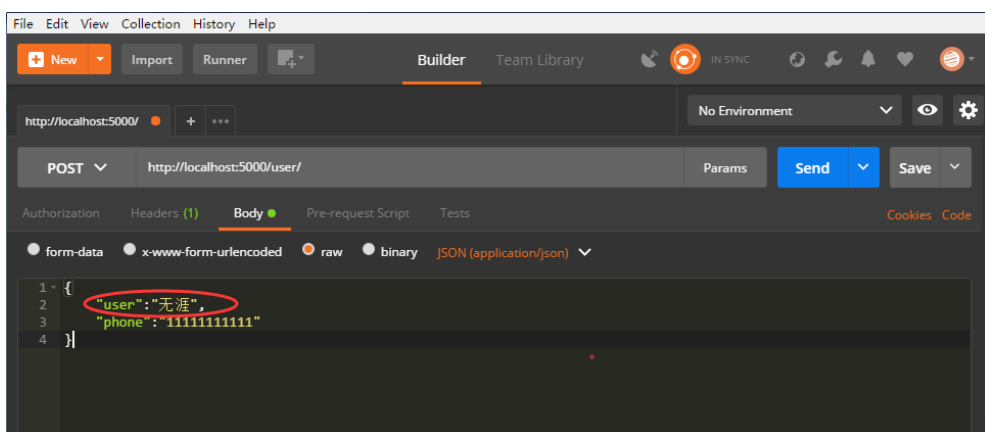 File Edit View Collection History Help
New Import Runner Builder Team Library IN SYNC
http://localhost:5000/ + ••• No Environment
POST http://localhost:5000/user/ Params Send Save
Authorization Headers (1) Body Pre-request Script Tests Cookies Code
form-data x-www-form-urlencoded raw binary JSON (application/json)
1 {
2 "user":"无涯",
3 "phone":"11111111111"
4 }